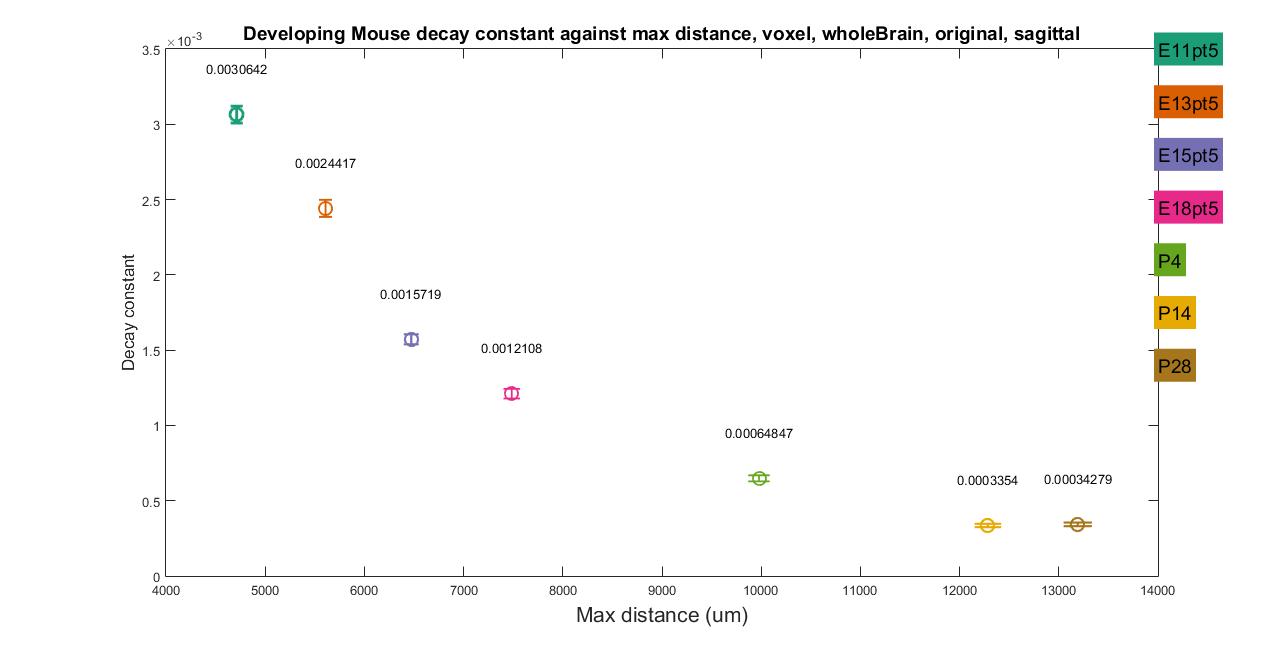 Developing Mouse decay constant against max distance, voxel, wholeBrain, original, sagittal
×10-3
3.5
3
2.5
2
1.5
1
0.5
0
Decay constant
0.0030642
0.0024417
0.0015719
0.0012108
0.00064847
0.0003354
0.00034279
4000 5000 6000 7000 8000 9000 10000 11000 12000 13000 14000
Max distance (um)
E11pt5
E13pt5
E15pt5
E18pt5
P4
P14
P28